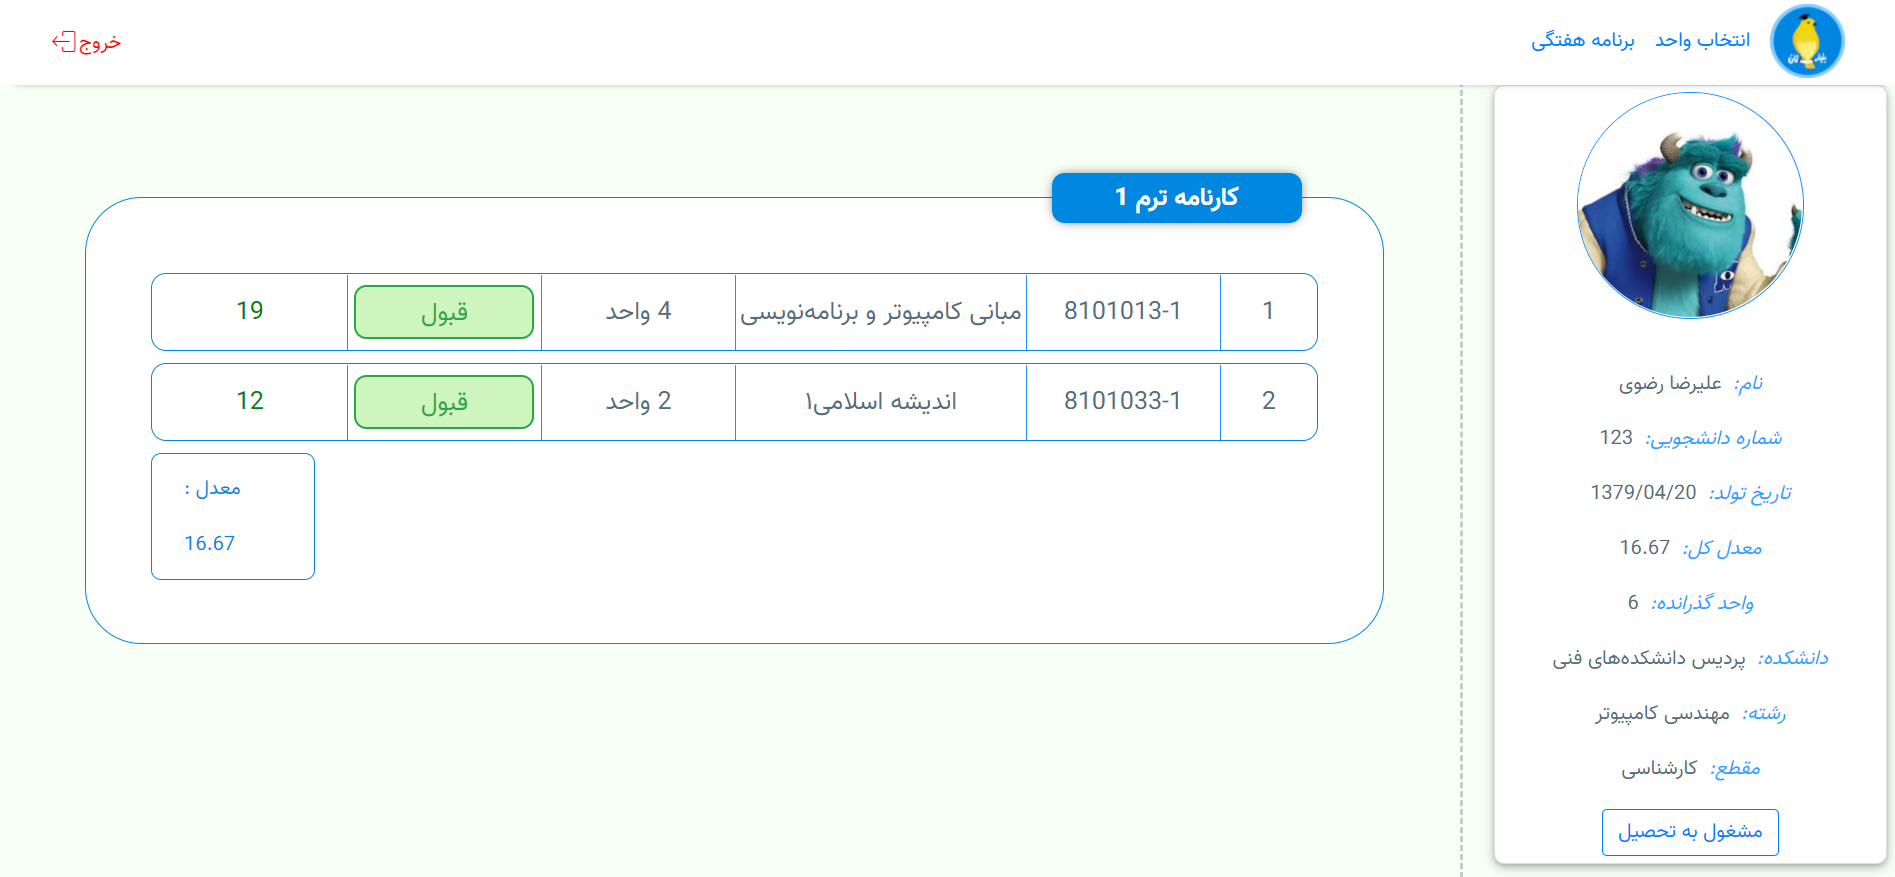 انتخاب واحد
برنامه هفتگی
خروج
نام: علیرضا رضوی
شماره دانشجویی: 123
تاریخ تولد: 1379/04/20
معدل کل: 16.67
واحد گذرانده: 6
دانشکده: پردیس دانشکده‌های فنی
رشته: مهندسی کامپیوتر
مقطع: کارشناسی
مشغول به تحصیل
کارنامه ترم 1
1 8101013-1 مبانی کامپیوتر و برنامه‌نویسی 4 واحد قبول 19
2 8101033-1 اندیشه اسلامی۱ 2 واحد قبول 12
معدل :
16.67